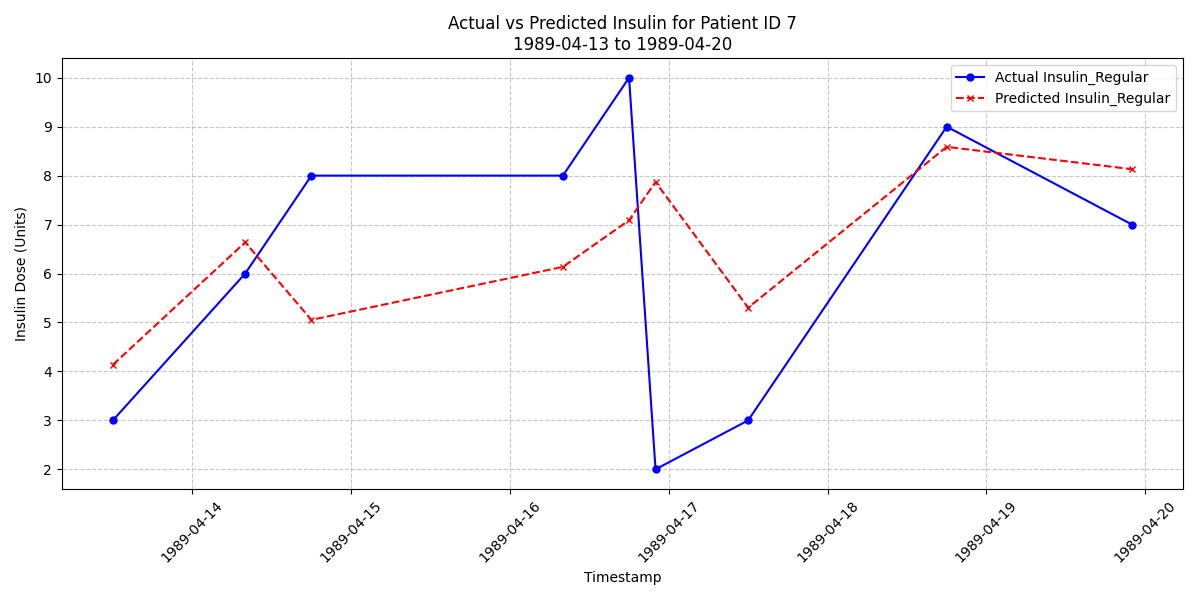 Actual vs Predicted Insulin for Patient ID 7
1989-04-13 to 1989-04-20
Actual Insulin_Regular
Predicted Insulin_Regular
Insulin Dose (Units)
10
9
8
7
6
5
4
3
2
1989-04-14
1989-04-15
1989-04-16
1989-04-17
1989-04-18
1989-04-19
1989-04-20
Timestamp